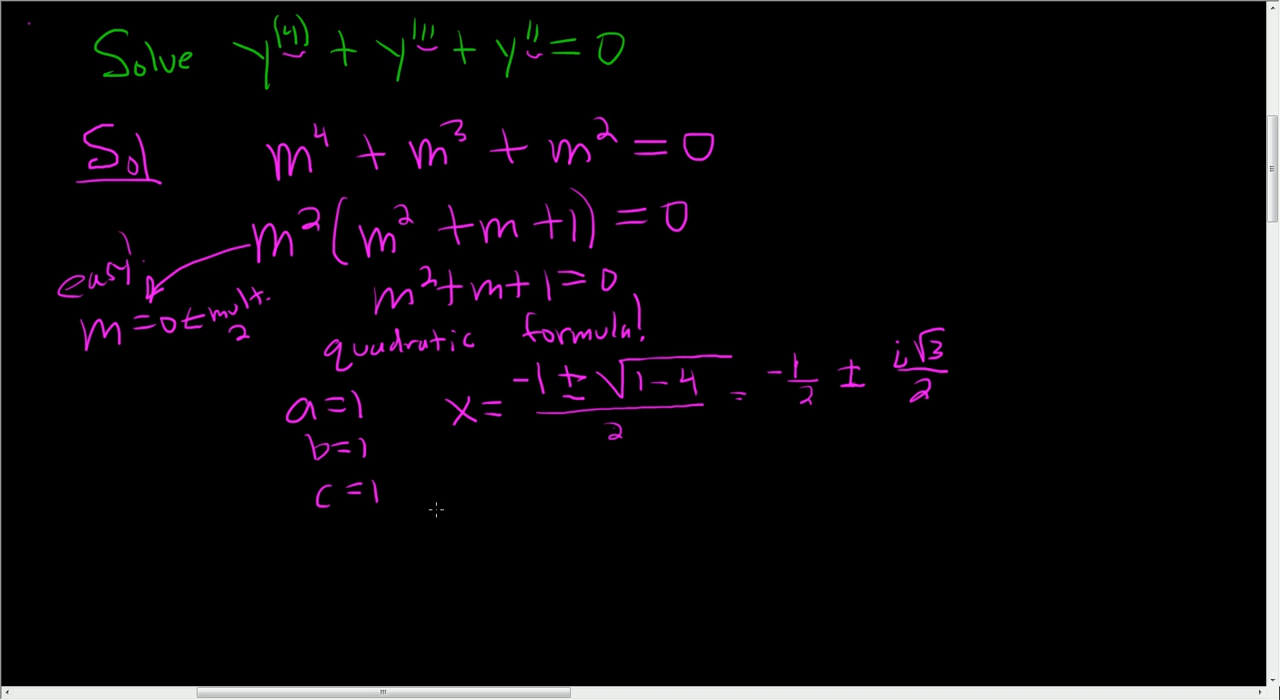 Solve y⁽⁴⁾ + y''' + y'' = 0
Sol m⁴ + m³ + m² = 0
m² (m² + m + 1) = 0
easy!
m² + m + 1 = 0
m = 0 ← mult. 2
quadratic formula!
a = 1
x = (-1 ± √(1 - 4))/2 = -1/2 ± i√3/2
b = 1
c = 1